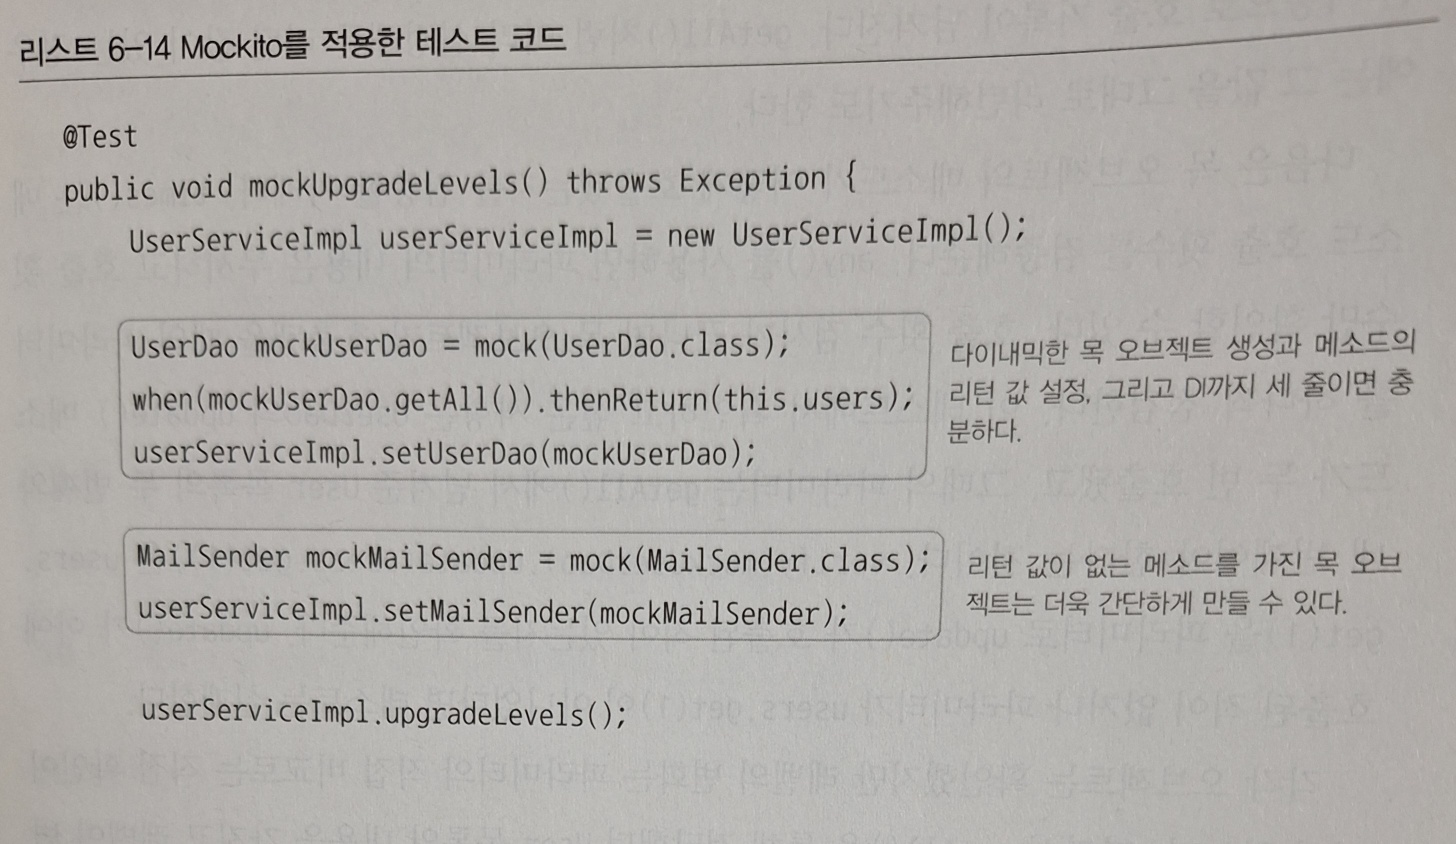 리스트 6-14 Mockito를 적용한 테스트 코드
@Test
public void mockUpgradeLevels() throws Exception {
UserServiceImpl userServiceImpl = new UserServiceImpl();
UserDao mockUserDao = mock(UserDao.class);
when(mockUserDao.getAll()).thenReturn(this.users);
userServiceImpl.setUserDao(mockUserDao);
다이내믹한 목 오브젝트 생성과 메소드의
리턴 값 설정, 그리고 DI까지 세 줄이면 충
분하다.
MailSender mockMailSender = mock(MailSender.class);
userServiceImpl.setMailSender(mockMailSender);
리턴 값이 없는 메소드를 가진 목 오브
젝트는 더욱 간단하게 만들 수 있다.
userServiceImpl.upgradeLevels();